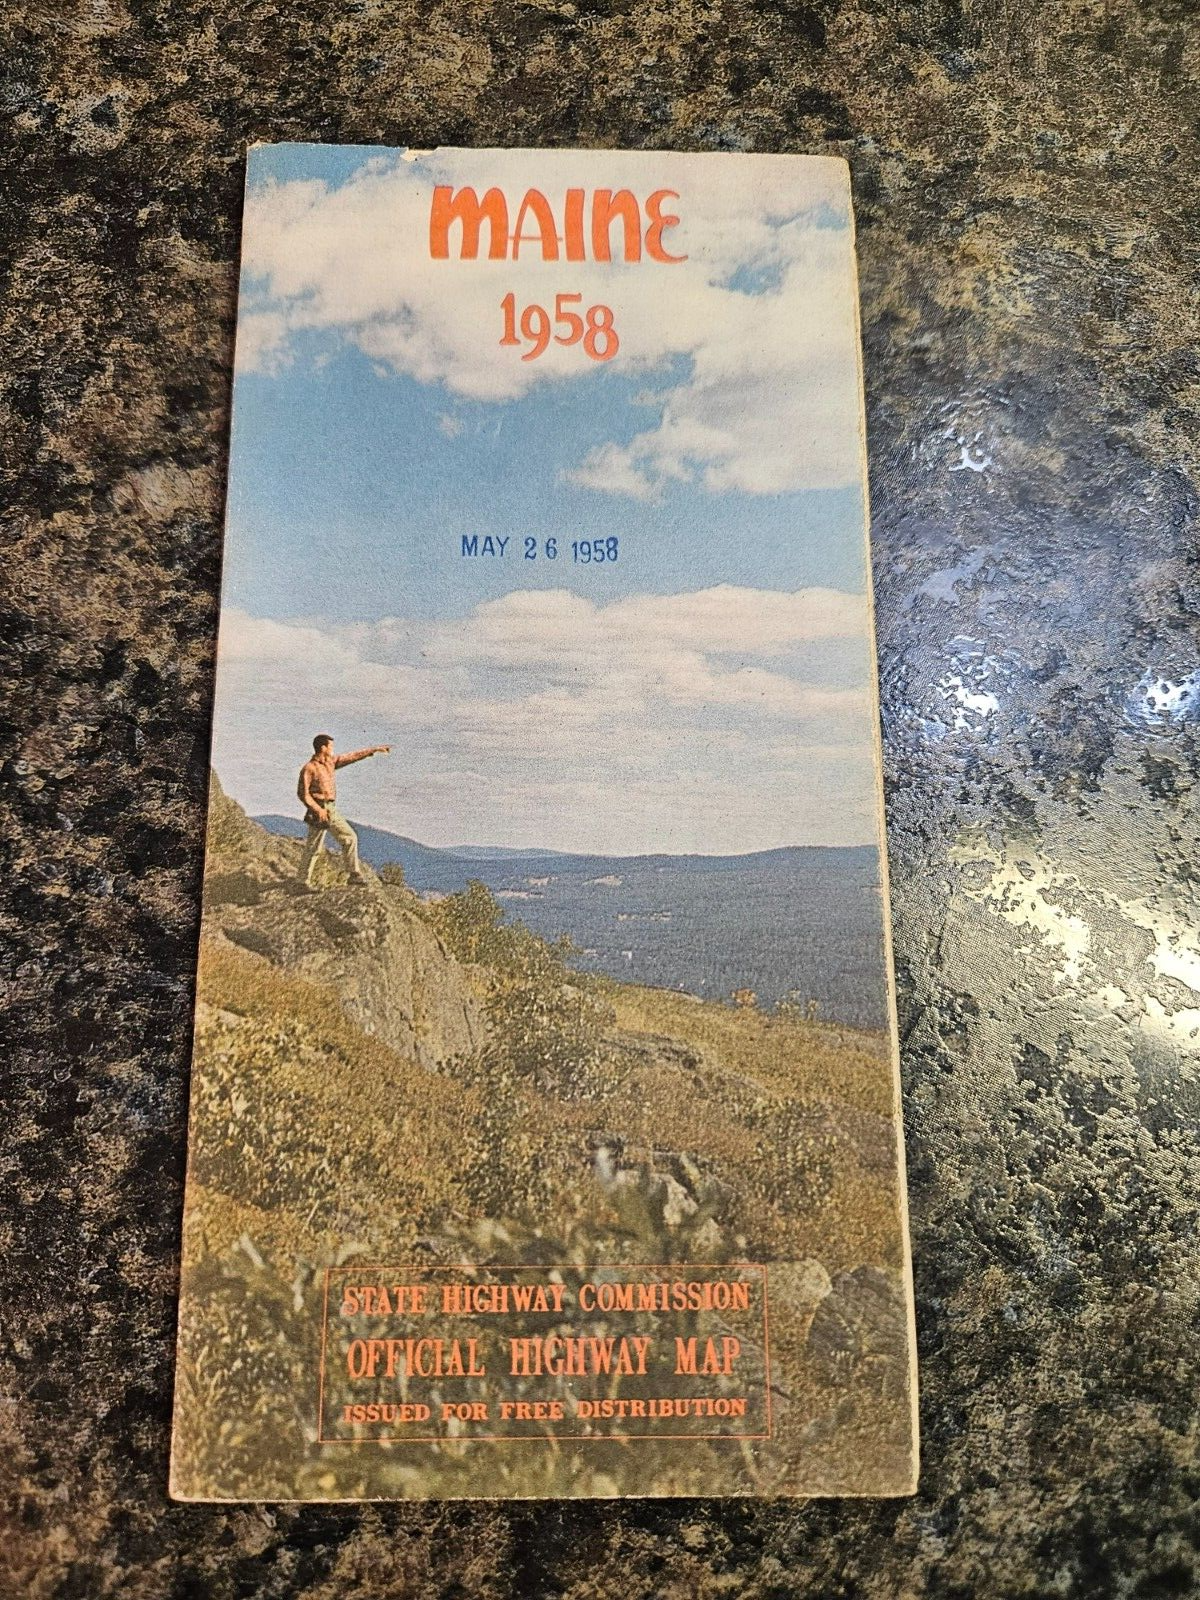 MAINE
1958
MAY 26 1958
STATE HIGHWAY COMMISSION
OFFICIAL HIGHWAY MAP
ISSUED FOR FREE DISTRIBUTION